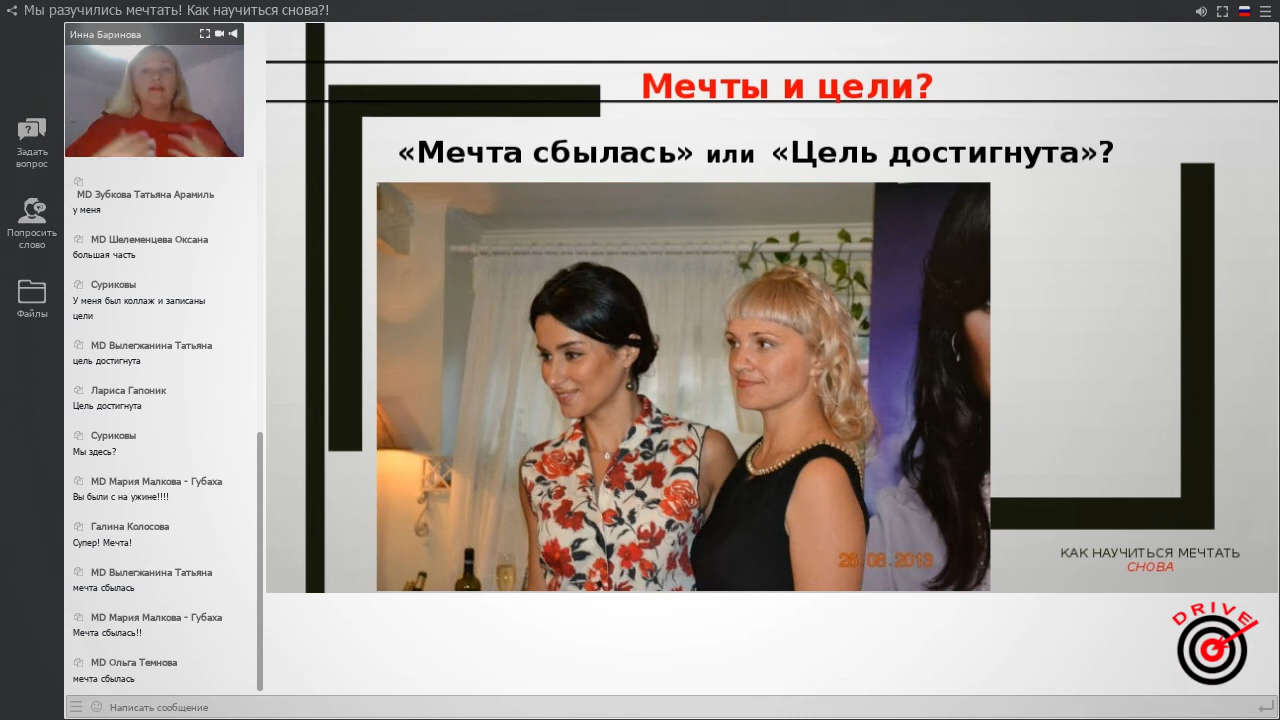 Мы разучились мечтать! Как научиться снова?!
Инна Баринова
Задать
вопрос
Попросить
слово
Файлы
MD Зубкова Татьяна Арамиль
у меня
MD Шелеменцева Оксана
большая часть
Суриковы
У меня был коллаж и записаны
цели
MD Вылегжанина Татьяна
цель достигнута
Лариса Гапоник
Цель достигнута
Суриковы
Мы здесь?
MD Мария Малкова - Губаха
Вы были с на ужине!!!!
Галина Колосова
Супер! Мечта!
MD Вылегжанина Татьяна
мечта сбылась
MD Мария Малкова - Губаха
Мечта сбылась!!
MD Ольга Темнова
мечта сбылась
Написать сообщение
Мечты и цели?
«Мечта сбылась» или «Цель достигнута»?
28.08.2013
КАК НАУЧИТЬСЯ МЕЧТАТЬ
СНОВА
DRIVE